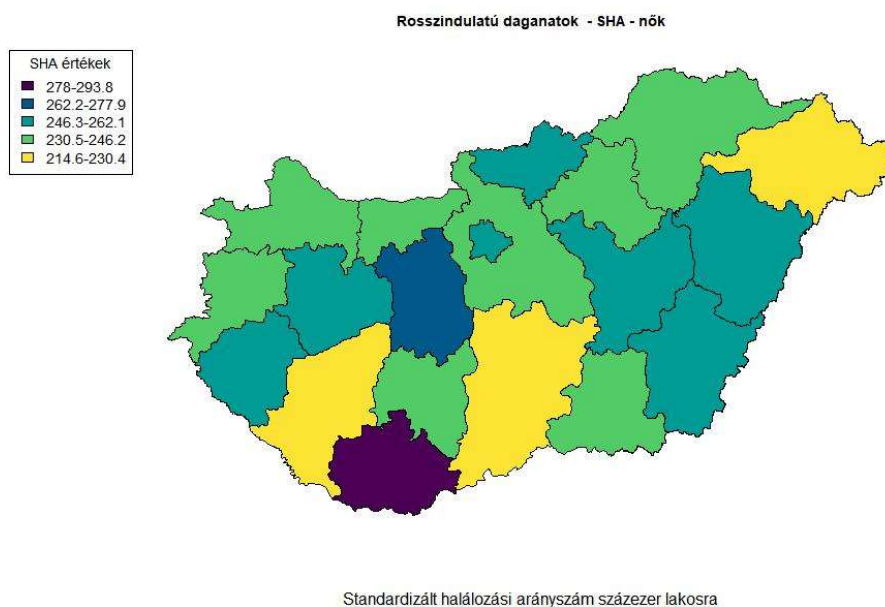 Rosszindulatú daganatok - SHA - nők
SHA értékek
278-293.8
262.2-277.9
246.3-262.1
230.5-246.2
214.6-230.4
Standardizált halálozási arányszám százezer lakosra